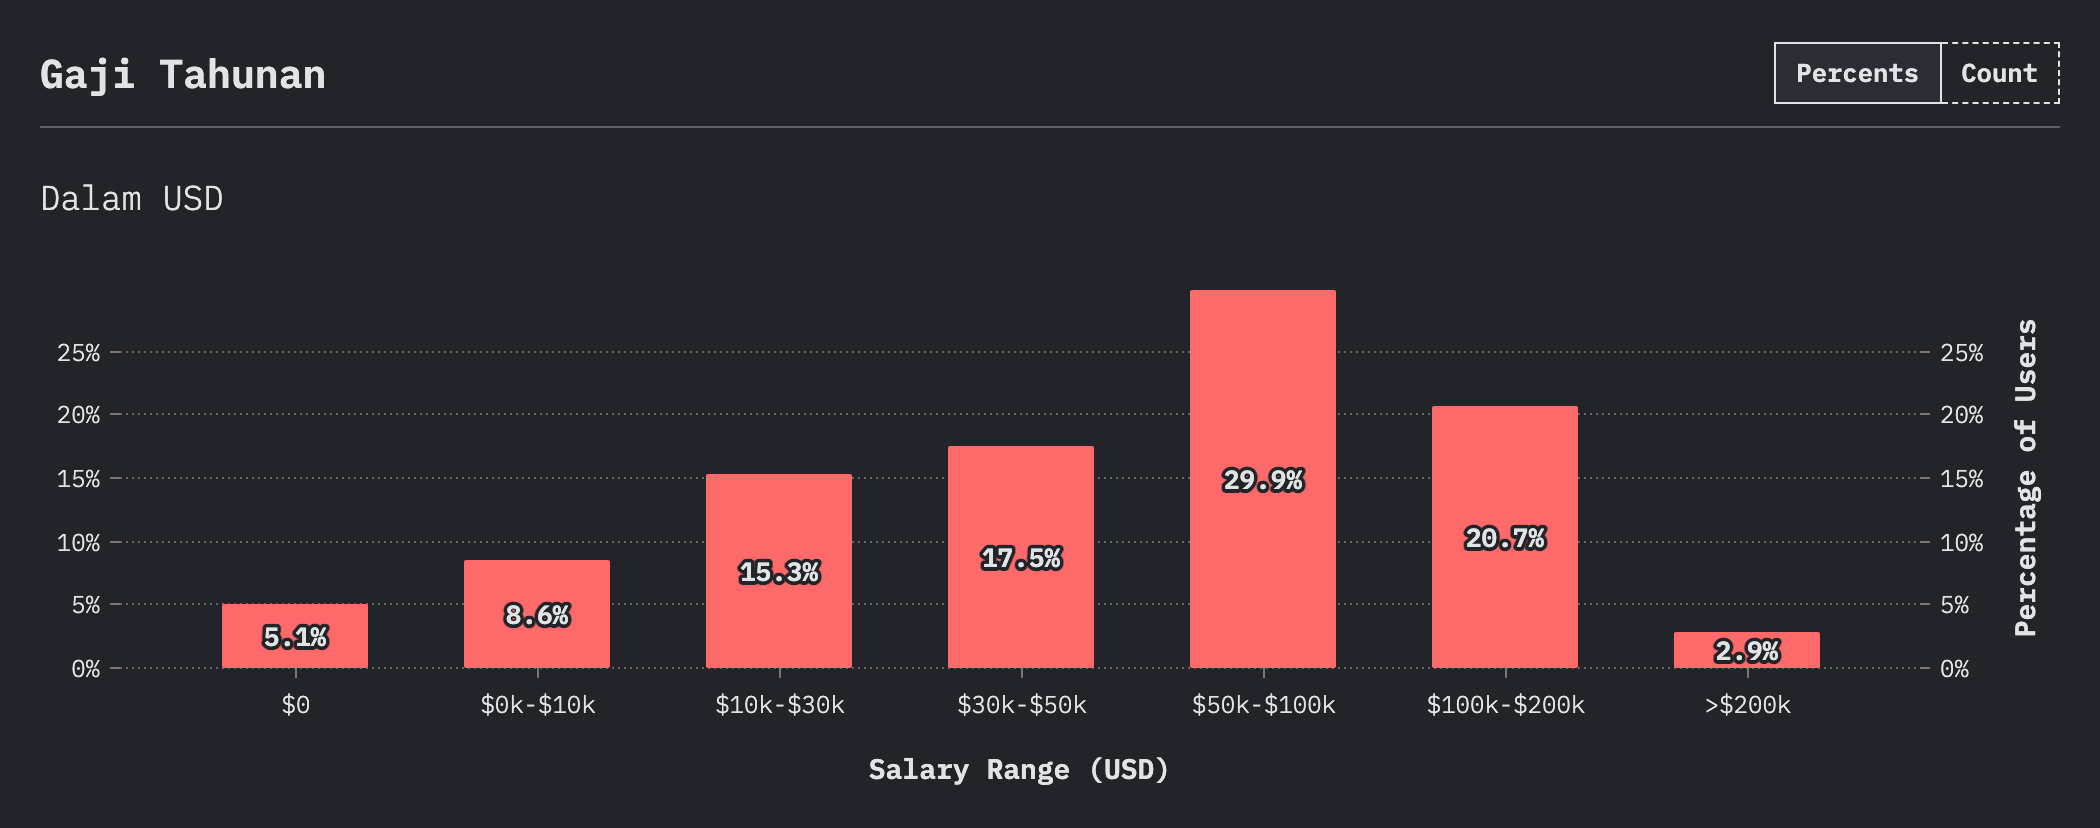 Gaji Tahunan
Percents Count
Dalam USD
25% 25%
20% 20%
15% 15%
10% 10%
5% 5%
0% 0%
Percentage of Users
5.1% 8.6% 15.3% 17.5% 29.9% 20.7% 2.9%
$0 $0k-$10k $10k-$30k $30k-$50k $50k-$100k $100k-$200k >$200k
Salary Range (USD)